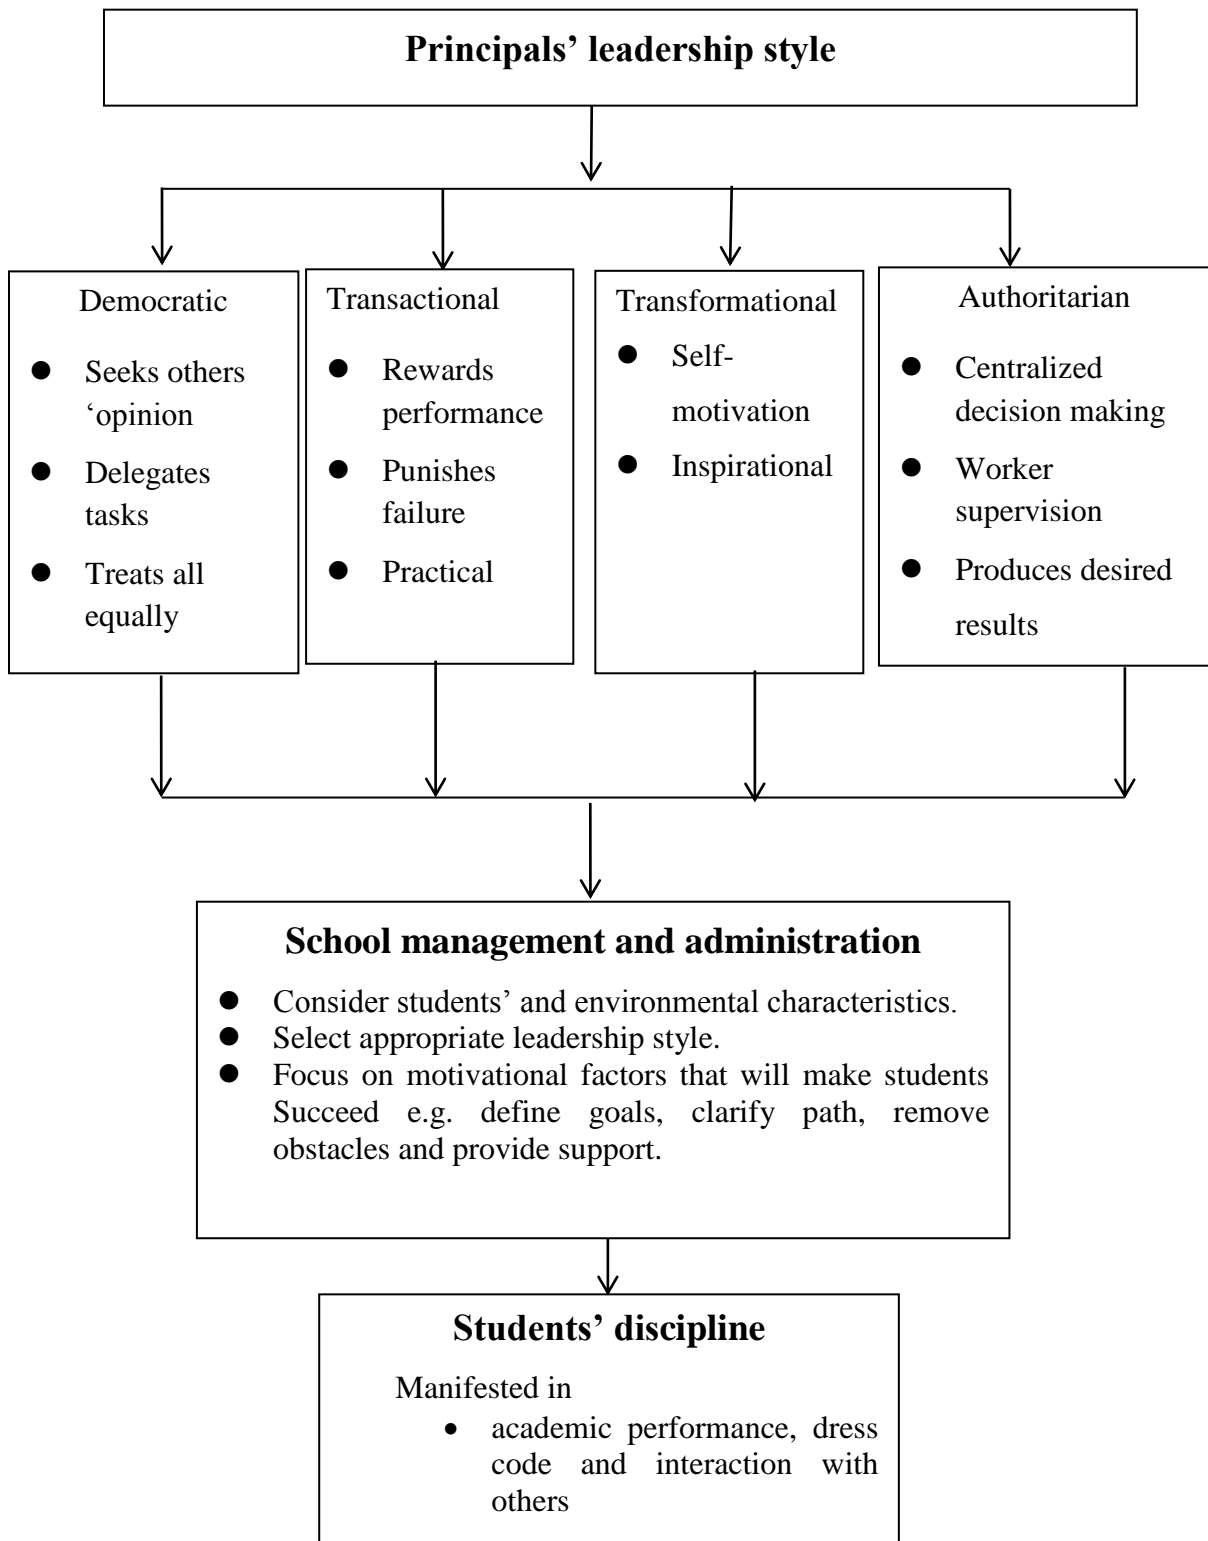 Principals’ leadership style
Democratic
● Seeks others
‘opinion
● Delegates
tasks
● Treats all
equally
Transactional
● Rewards
performance
● Punishes
failure
● Practical
Transformational
● Self-
motivation
● Inspirational
Authoritarian
● Centralized
decision making
● Worker
supervision
● Produces desired
results
School management and administration
● Consider students’ and environmental characteristics.
● Select appropriate leadership style.
● Focus on motivational factors that will make students
Succeed e.g. define goals, clarify path, remove
obstacles and provide support.
Students’ discipline
Manifested in
• academic performance, dress
code and interaction with
others